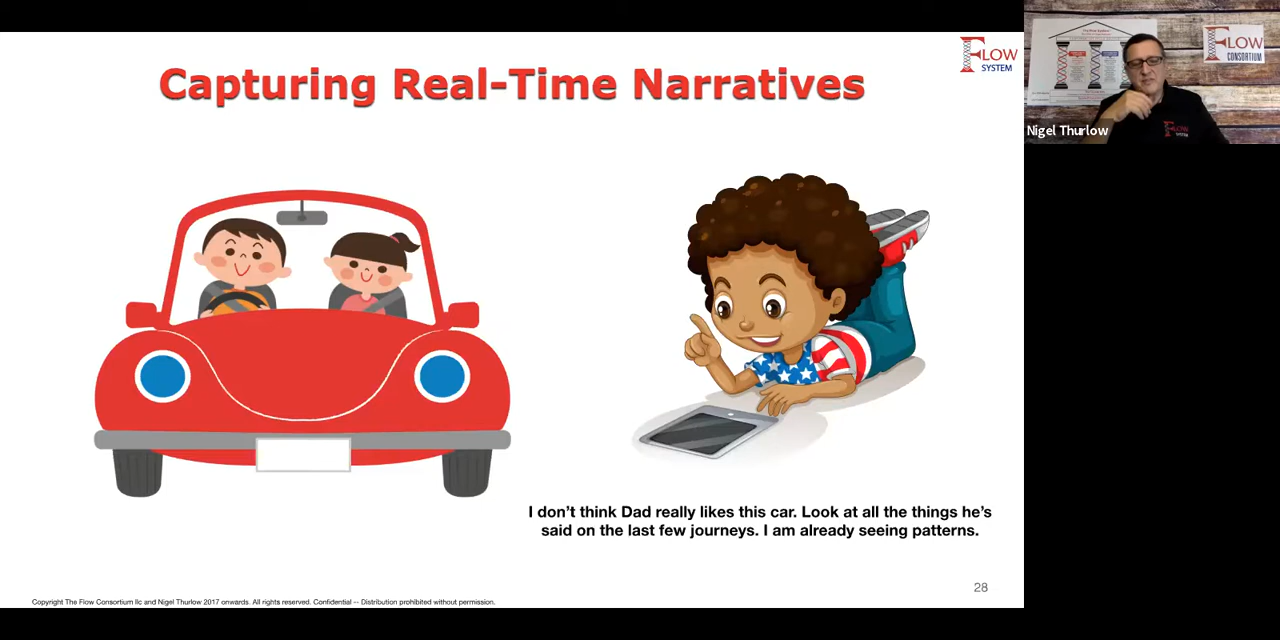 Capturing Real-Time Narratives
FLOW
SYSTEM
FLOW
CONSORTIUM
Nigel Thurlow
I don't think Dad really likes this car. Look at all the things he's
said on the last few journeys. I am already seeing patterns.
28
Copyright The Flow Consortium llc and Nigel Thurlow 2017 onwards. All rights reserved. Confidential -- Distribution prohibited without permission.